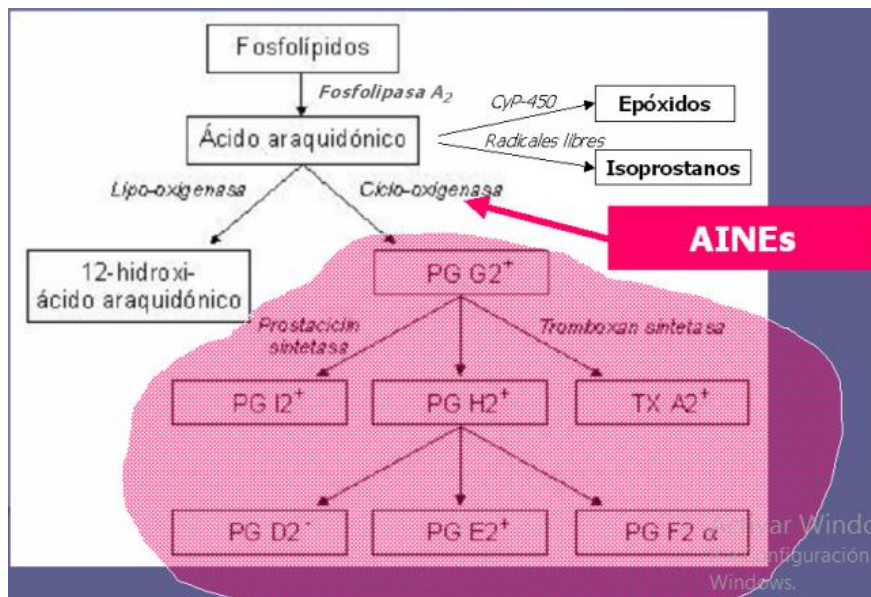 Fosfolípidos
Fosfolipasa A₂
Ácido araquidónico
CyP-450
Epóxidos
Radicales libres
Isoprostanos
Lipo-oxigenasa
Ciclo-oxigenasa
AINEs
12-hidroxi-
ácido araquidónico
PG G2⁺
Prostaciclin
sintetasa
Tromboxan sintetasa
PG I2⁺
PG H2⁺
TX A2⁺
PG D2⁻
PG E2⁺
PG F2 α
Windo
nfiguración
Windows.